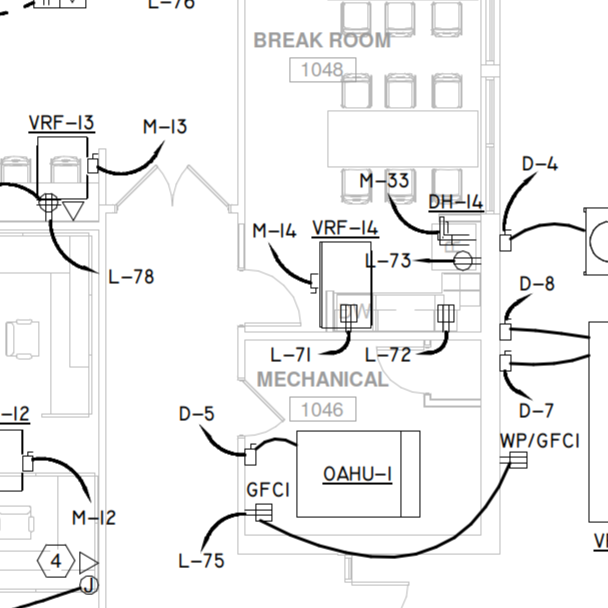 L-76
BREAK ROOM
1048
VRF-13
M-13
M-33
D-4
DH-14
M-14
VRF-14
L-73
L-78
D-8
DW
L-71
L-72
MECHANICAL
1046
D-7
D-5
-12
WP/GFCI
OAHU-1
GFCI
M-12
L-75
4
J